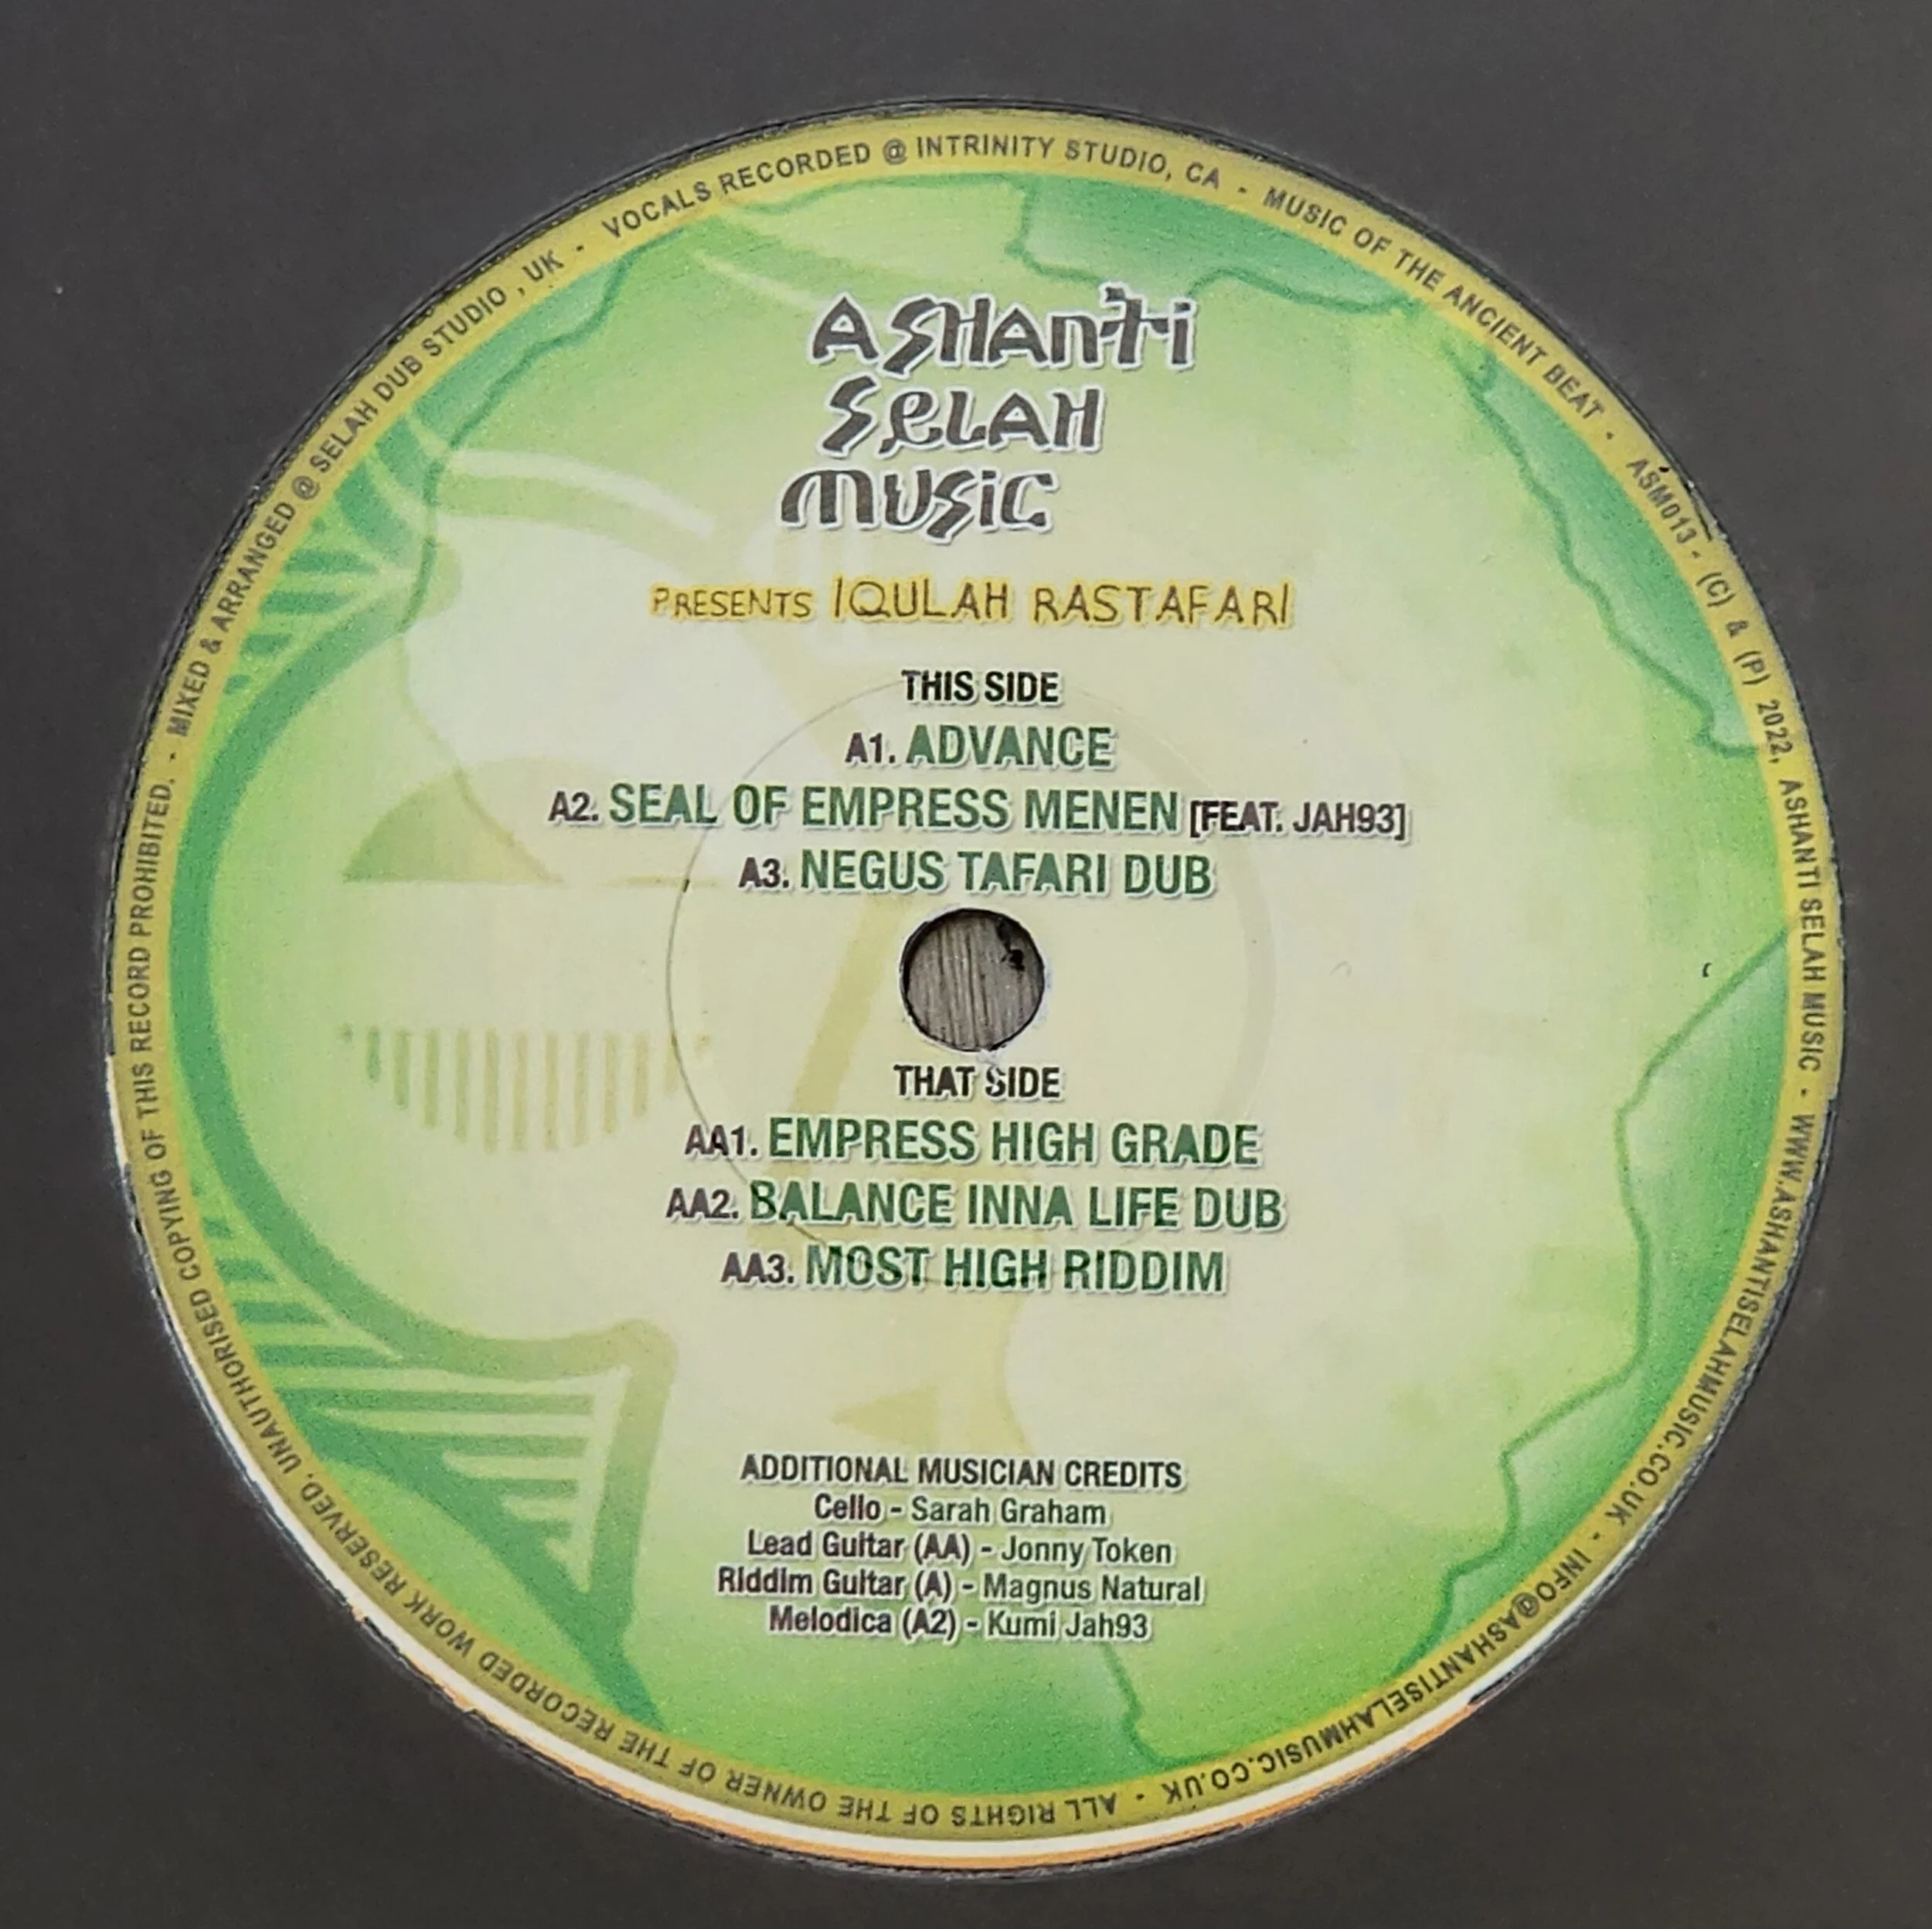 ASHANTI
SELAH
MUSIC
PRESENTS IQULAH RASTAFARI
THIS SIDE
A1. ADVANCE
A2. SEAL OF EMPRESS MENEN [FEAT. JAH93]
A3. NEGUS TAFARI DUB
THAT SIDE
AA1. EMPRESS HIGH GRADE
AA2. BALANCE INNA LIFE DUB
AA3. MOST HIGH RIDDIM
ADDITIONAL MUSICIAN CREDITS
Cello - Sarah Graham
Lead Guitar (AA) - Jonny Token
Riddim Guitar (A) - Magnus Natural
Melodica (A2) - Kumi Jah93
MIXED & ARRANGED @ SELAH DUB STUDIO , UK - VOCALS RECORDED @ INTRINITY STUDIO, CA - MUSIC OF THE ANCIENT BEAT - ASM013 - (C) & (P) 2022, ASHANTI SELAH MUSIC - WWW.ASHANTISELAHMUSIC.CO.UK - INFO@ASHANTISELAHMUSIC.CO.UK - ALL RIGHTS OF THE OWNER OF THE RECORDED WORK RESERVED. UNAUTHORISED COPYING OF THIS RECORD PROHIBITED. -